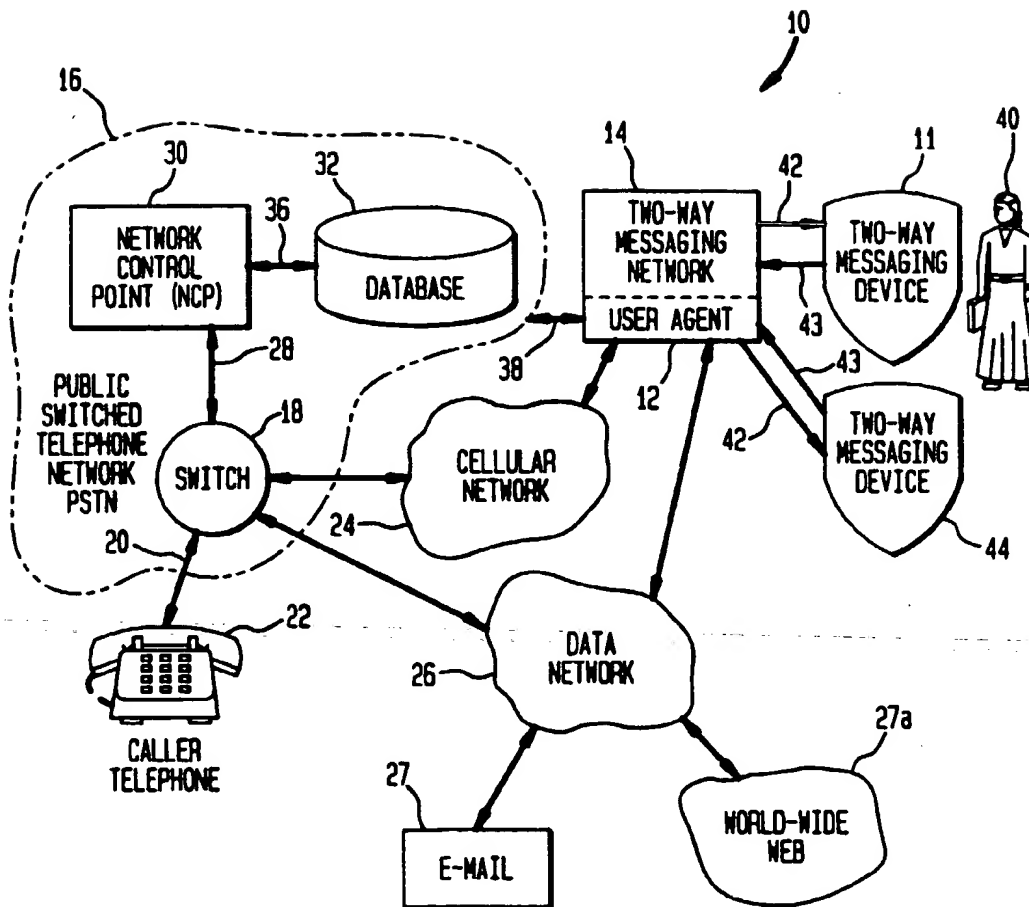 10
16
30
32
14
42
11
40
NETWORK
CONTROL
POINT (NCP)
36
DATABASE
TWO-WAY
MESSAGING
NETWORK
USER AGENT
43
TWO-WAY
MESSAGING
DEVICE
28
38
12
43
42
PUBLIC
SWITCHED
TELEPHONE
NETWORK
PSTN
18
SWITCH
CELLULAR
NETWORK
24
TWO-WAY
MESSAGING
DEVICE
44
20
22
CALLER
TELEPHONE
26
DATA
NETWORK
27
E-MAIL
27a
WORLD-WIDE
WEB